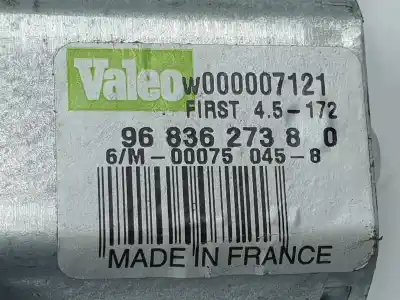 Valeo w000007121
FIRST 4.5-172
96 836 273 8 0
6/M-00075 045-8
MADE IN FRANCE